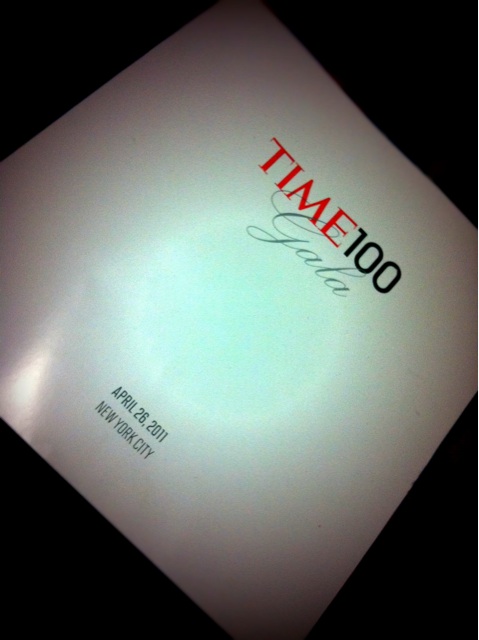 TIME100
Gala
APRIL 26, 2011
NEW YORK CITY